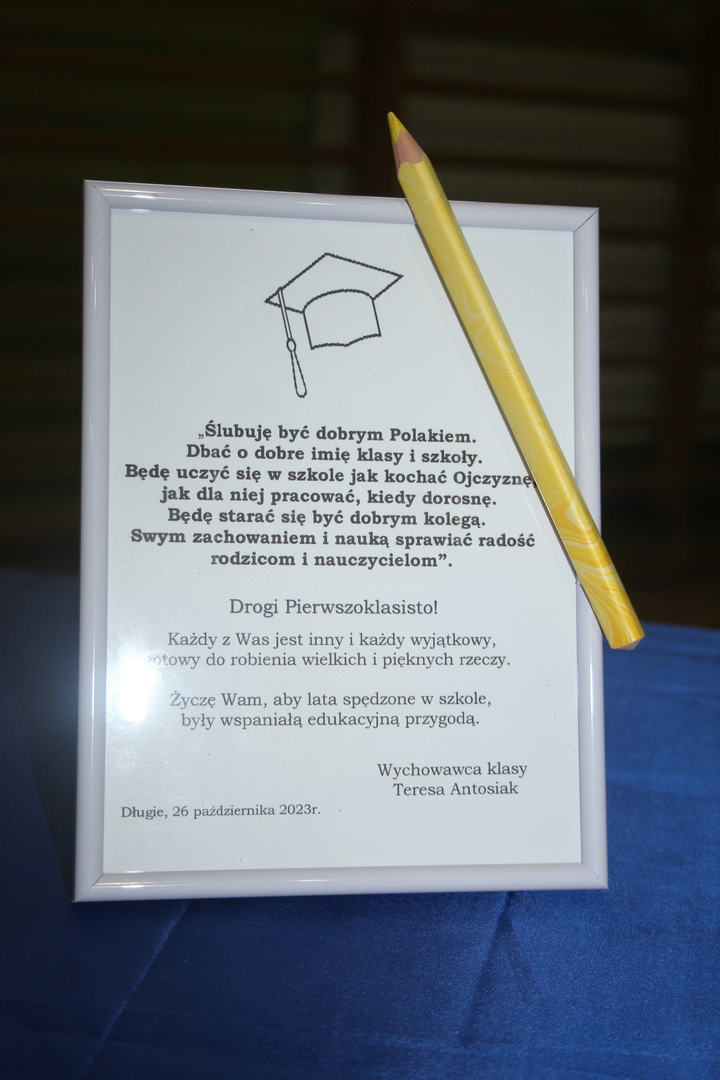 „Ślubuję być dobrym Polakiem.
Dbać o dobre imię klasy i szkoły.
Będę uczyć się w szkole jak kochać Ojczyznę,
jak dla niej pracować, kiedy dorosnę.
Będę starać się być dobrym kolegą.
Swym zachowaniem i nauką sprawiać radość
rodzicom i nauczycielom”.
Drogi Pierwszoklasisto!
Każdy z Was jest inny i każdy wyjątkowy,
gotowy do robienia wielkich i pięknych rzeczy.
Życzę Wam, aby lata spędzone w szkole,
były wspaniałą edukacyjną przygodą.
Wychowawca klasy
Teresa Antosiak
Długie, 26 października 2023r.